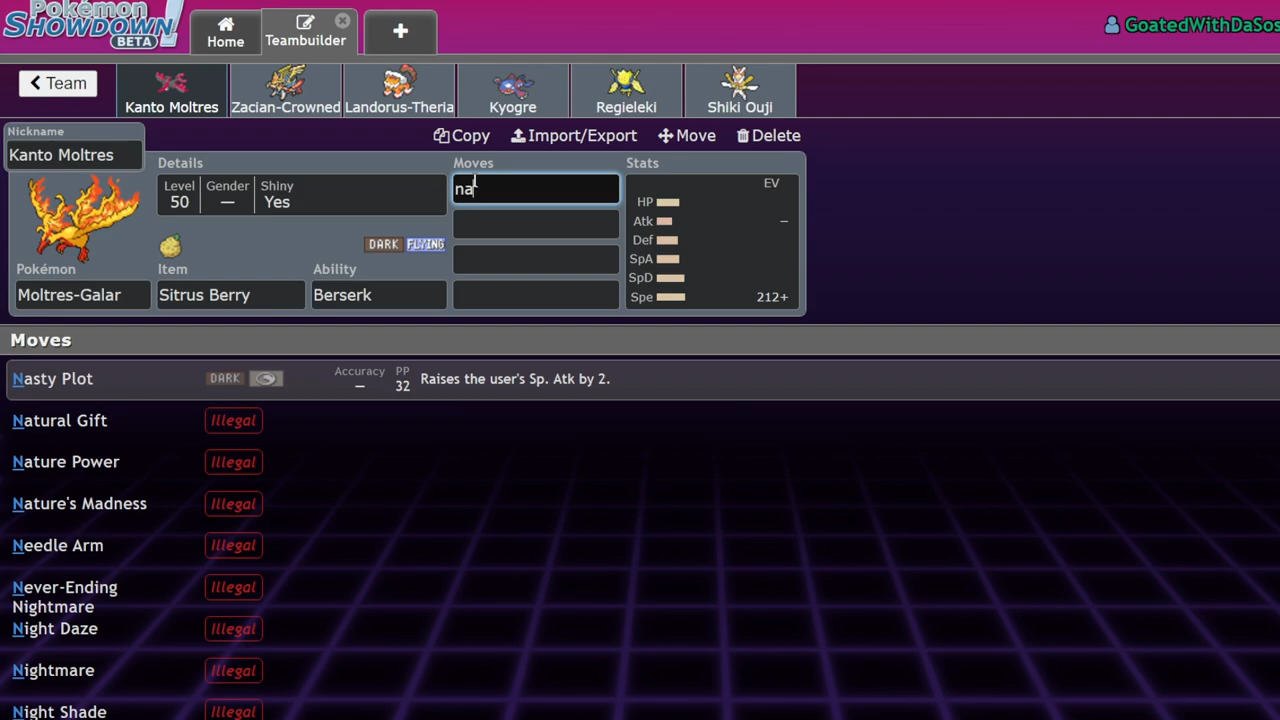 Pokémon
SHOWDOWN!
BETA
Home
Teambuilder
GoatedWithDaSos
Team
Kanto Moltres
Zacian-Crowned
Landorus-Theria
Kyogre
Regieleki
Shiki Ouji
Nickname
Kanto Moltres
Copy
Import/Export
Move
Delete
Details
Moves
Stats
Level
50
Gender
—
Shiny
Yes
na
EV
HP
Atk –
Def
SpA
SpD
Spe 212+
DARK FLYING
Pokémon
Moltres-Galar
Item
Sitrus Berry
Ability
Berserk
Moves
Nasty Plot DARK Accuracy — PP 32 Raises the user's Sp. Atk by 2.
Natural Gift Illegal
Nature Power Illegal
Nature's Madness Illegal
Needle Arm Illegal
Never-Ending Illegal
Nightmare
Night Daze Illegal
Nightmare Illegal
Night Shade Illegal